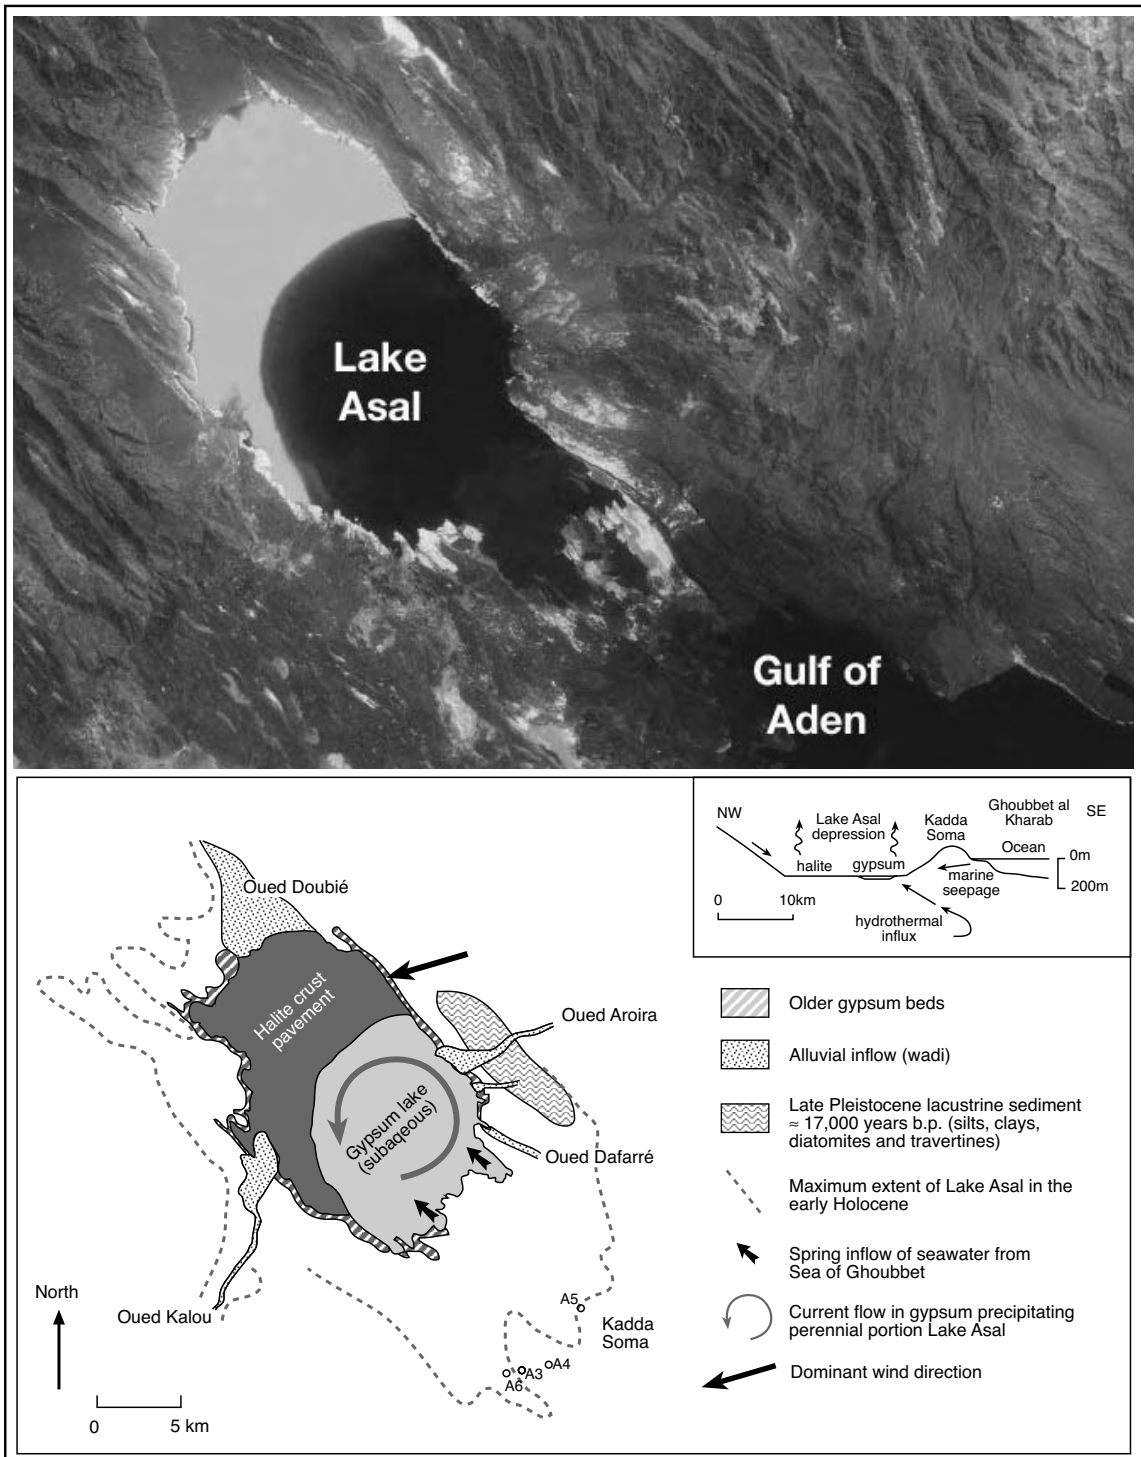 Lake
Asal
Gulf of
Aden
NW
Lake Asal
depression
Kadda
Soma
Ghoubbet al
Kharab
SE
Ocean
halite
gypsum
marine
seepage
0m
200m
0
10km
hydrothermal
influx
Oued Doubié
Halite crust
pavement
Oued Aroira
Gypsum lake
(subaqeous)
Oued Dafarré
Oued Kalou
North
0
5 km
A5
Kadda
Soma
A4
A3
A6
Older gypsum beds
Alluvial inflow (wadi)
Late Pleistocene lacustrine sediment
≈ 17,000 years b.p. (silts, clays,
diatomites and travertines)
Maximum extent of Lake Asal in the
early Holocene
Spring inflow of seawater from
Sea of Ghoubbet
Current flow in gypsum precipitating
perennial portion Lake Asal
Dominant wind direction